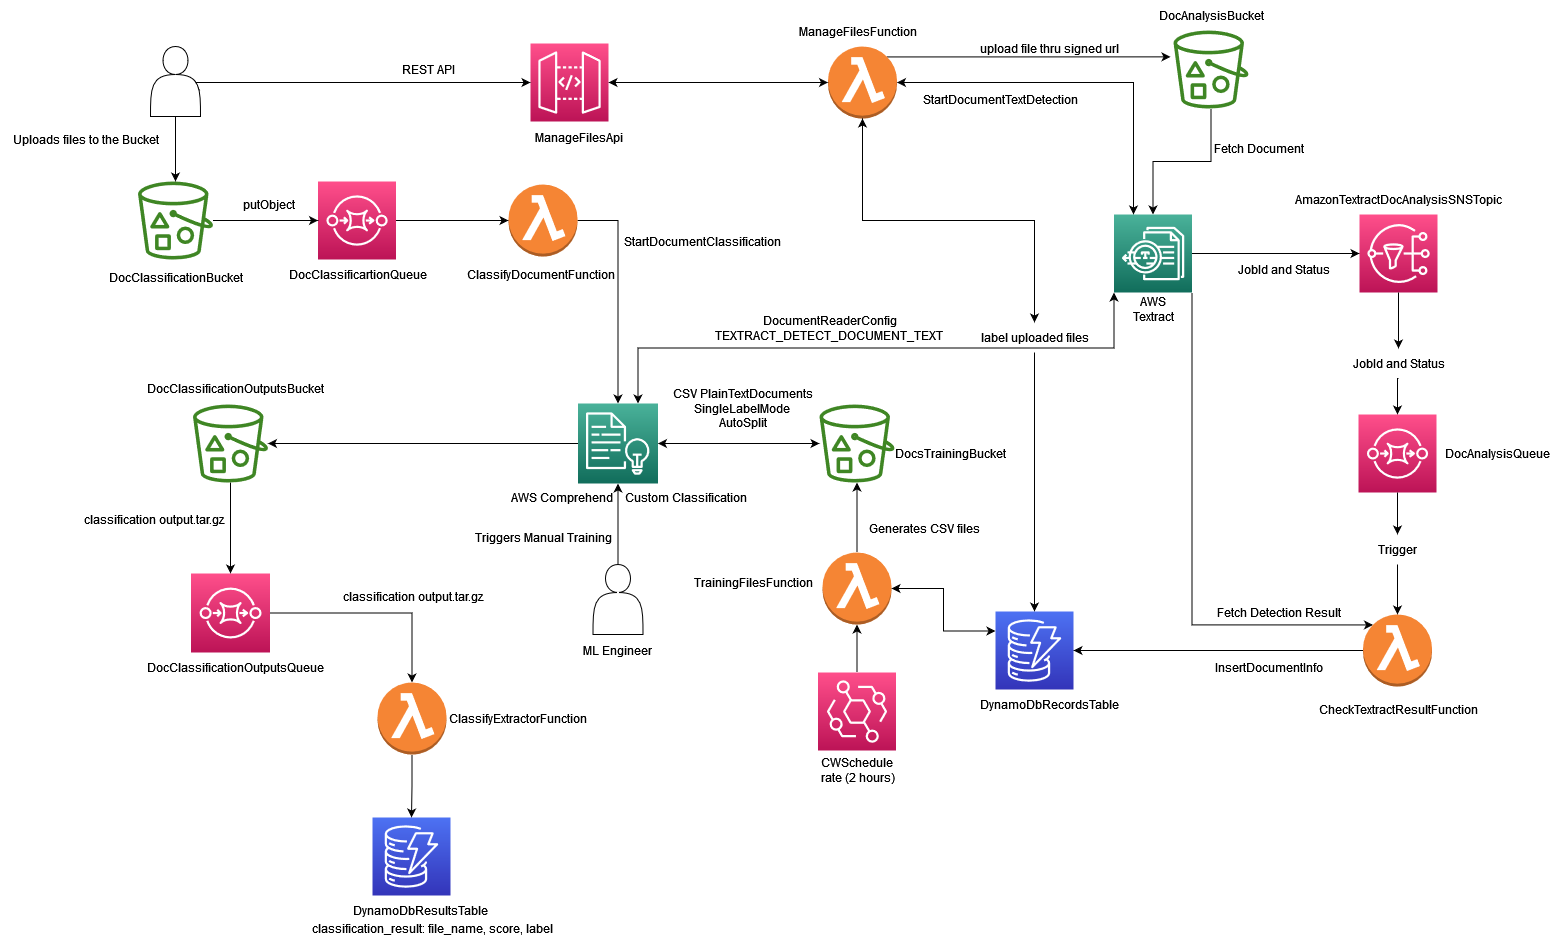 DocAnalysisBucket
ManageFilesFunction
upload file thru signed url
REST API
StartDocumentTextDetection
ManageFilesApi
Uploads files to the Bucket
Fetch Document
AmazonTextractDocAnalysisSNSTopic
putObject
StartDocumentClassification
DocClassificationBucket
DocClassificartionQueue
ClassifyDocumentFunction
JobId and Status
AWS
Textract
DocumentReaderConfig
TEXTRACT_DETECT_DOCUMENT_TEXT
label uploaded files
JobId and Status
DocClassificationOutputsBucket
CSV PlainTextDocuments
SingleLabelMode
AutoSplit
DocsTrainingBucket
DocAnalysisQueue
AWS Comprehend
Custom Classification
classification output.tar.gz
Triggers Manual Training
Generates CSV files
Trigger
TrainingFilesFunction
classification output.tar.gz
Fetch Detection Result
ML Engineer
DocClassificationOutputsQueue
InsertDocumentInfo
DynamoDbRecordsTable
CheckTextractResultFunction
ClassifyExtractorFunction
CWSchedule
rate (2 hours)
DynamoDbResultsTable
classification_result: file_name, score, label